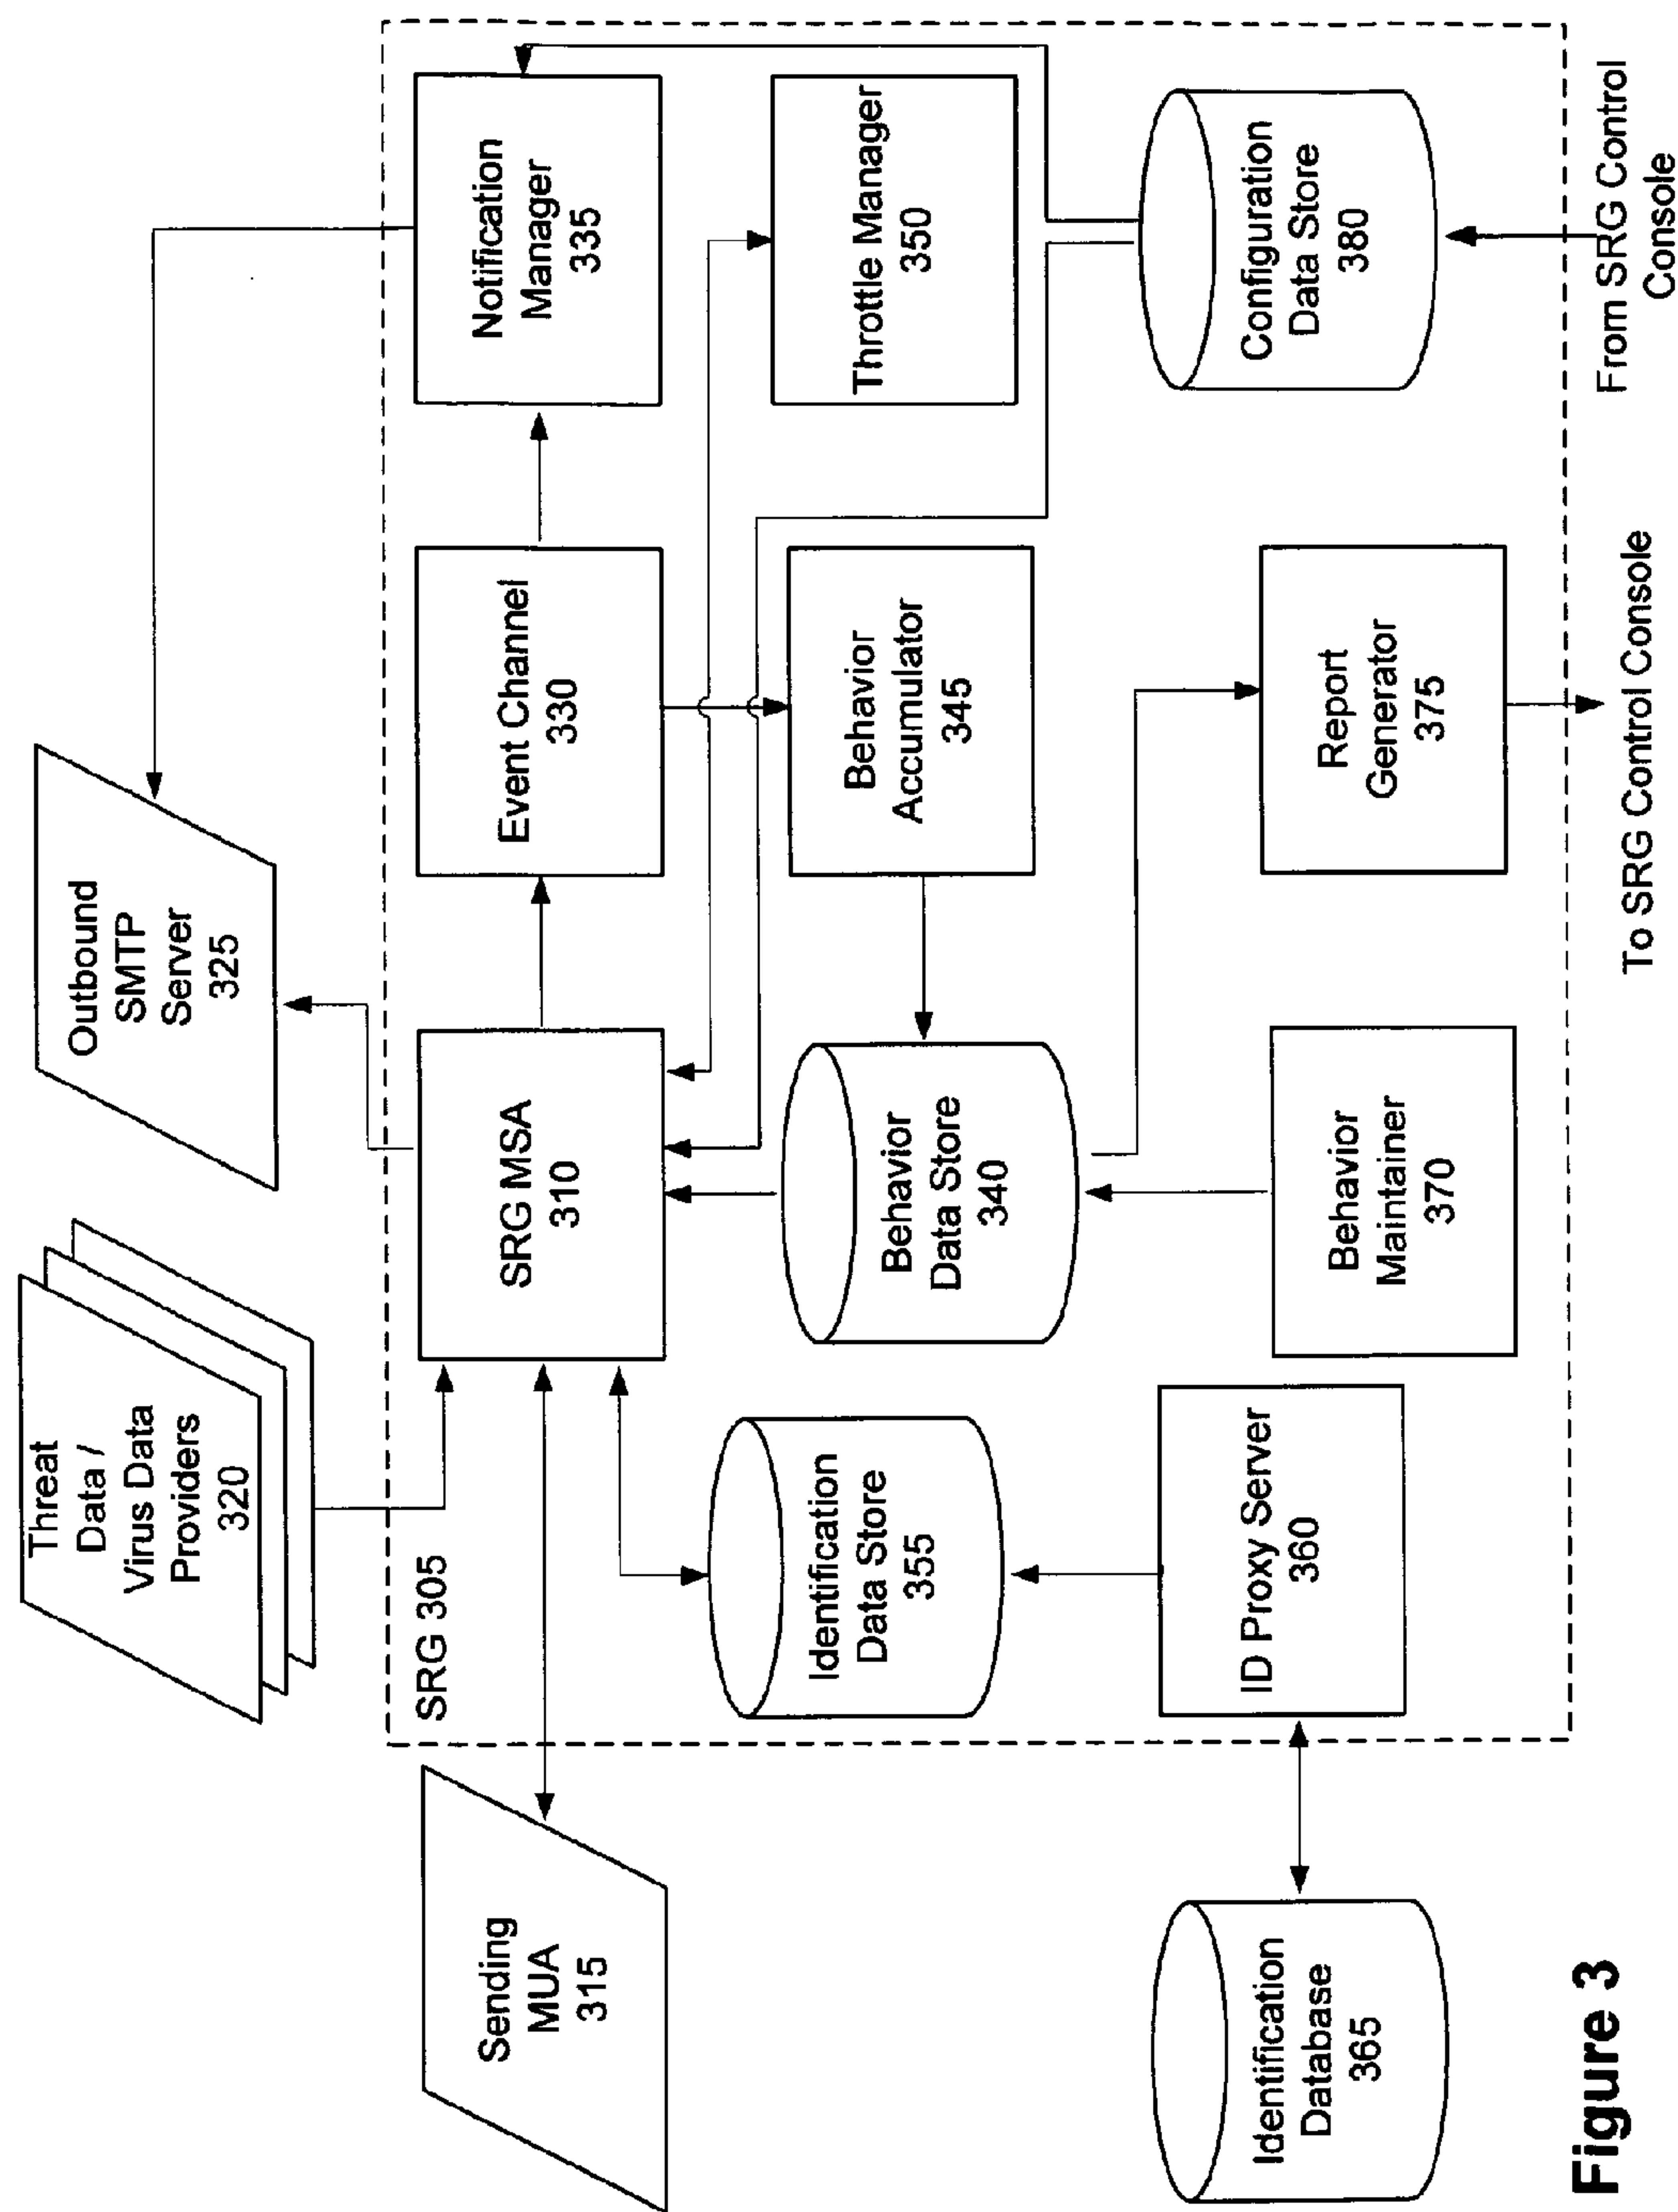 Threat
Data /
Virus Data
Providers
320
Outbound
SMTP
Server
325
SRG 305
Sending
MUA
315
SRG MSA
310
Event Channel
330
Notification
Manager
335
Identification
Data Store
355
Behavior
Data Store
340
Behavior
Accumulator
345
Throttle Manager
350
Identification
Database
365
ID Proxy Server
360
Behavior
Maintainer
370
Report
Generator
375
Configuration
Data Store
380
To SRG Control Console
From SRG Control
Console
Figure 3